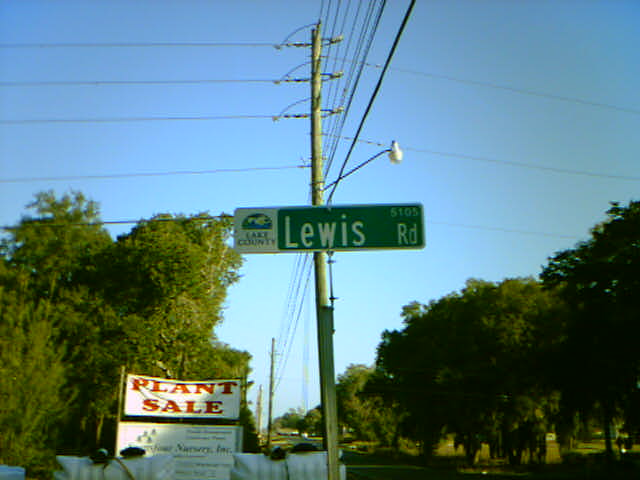 5105
LAKE
COUNTY
Lewis Rd
PLANT
SALE
Nursery, Inc.